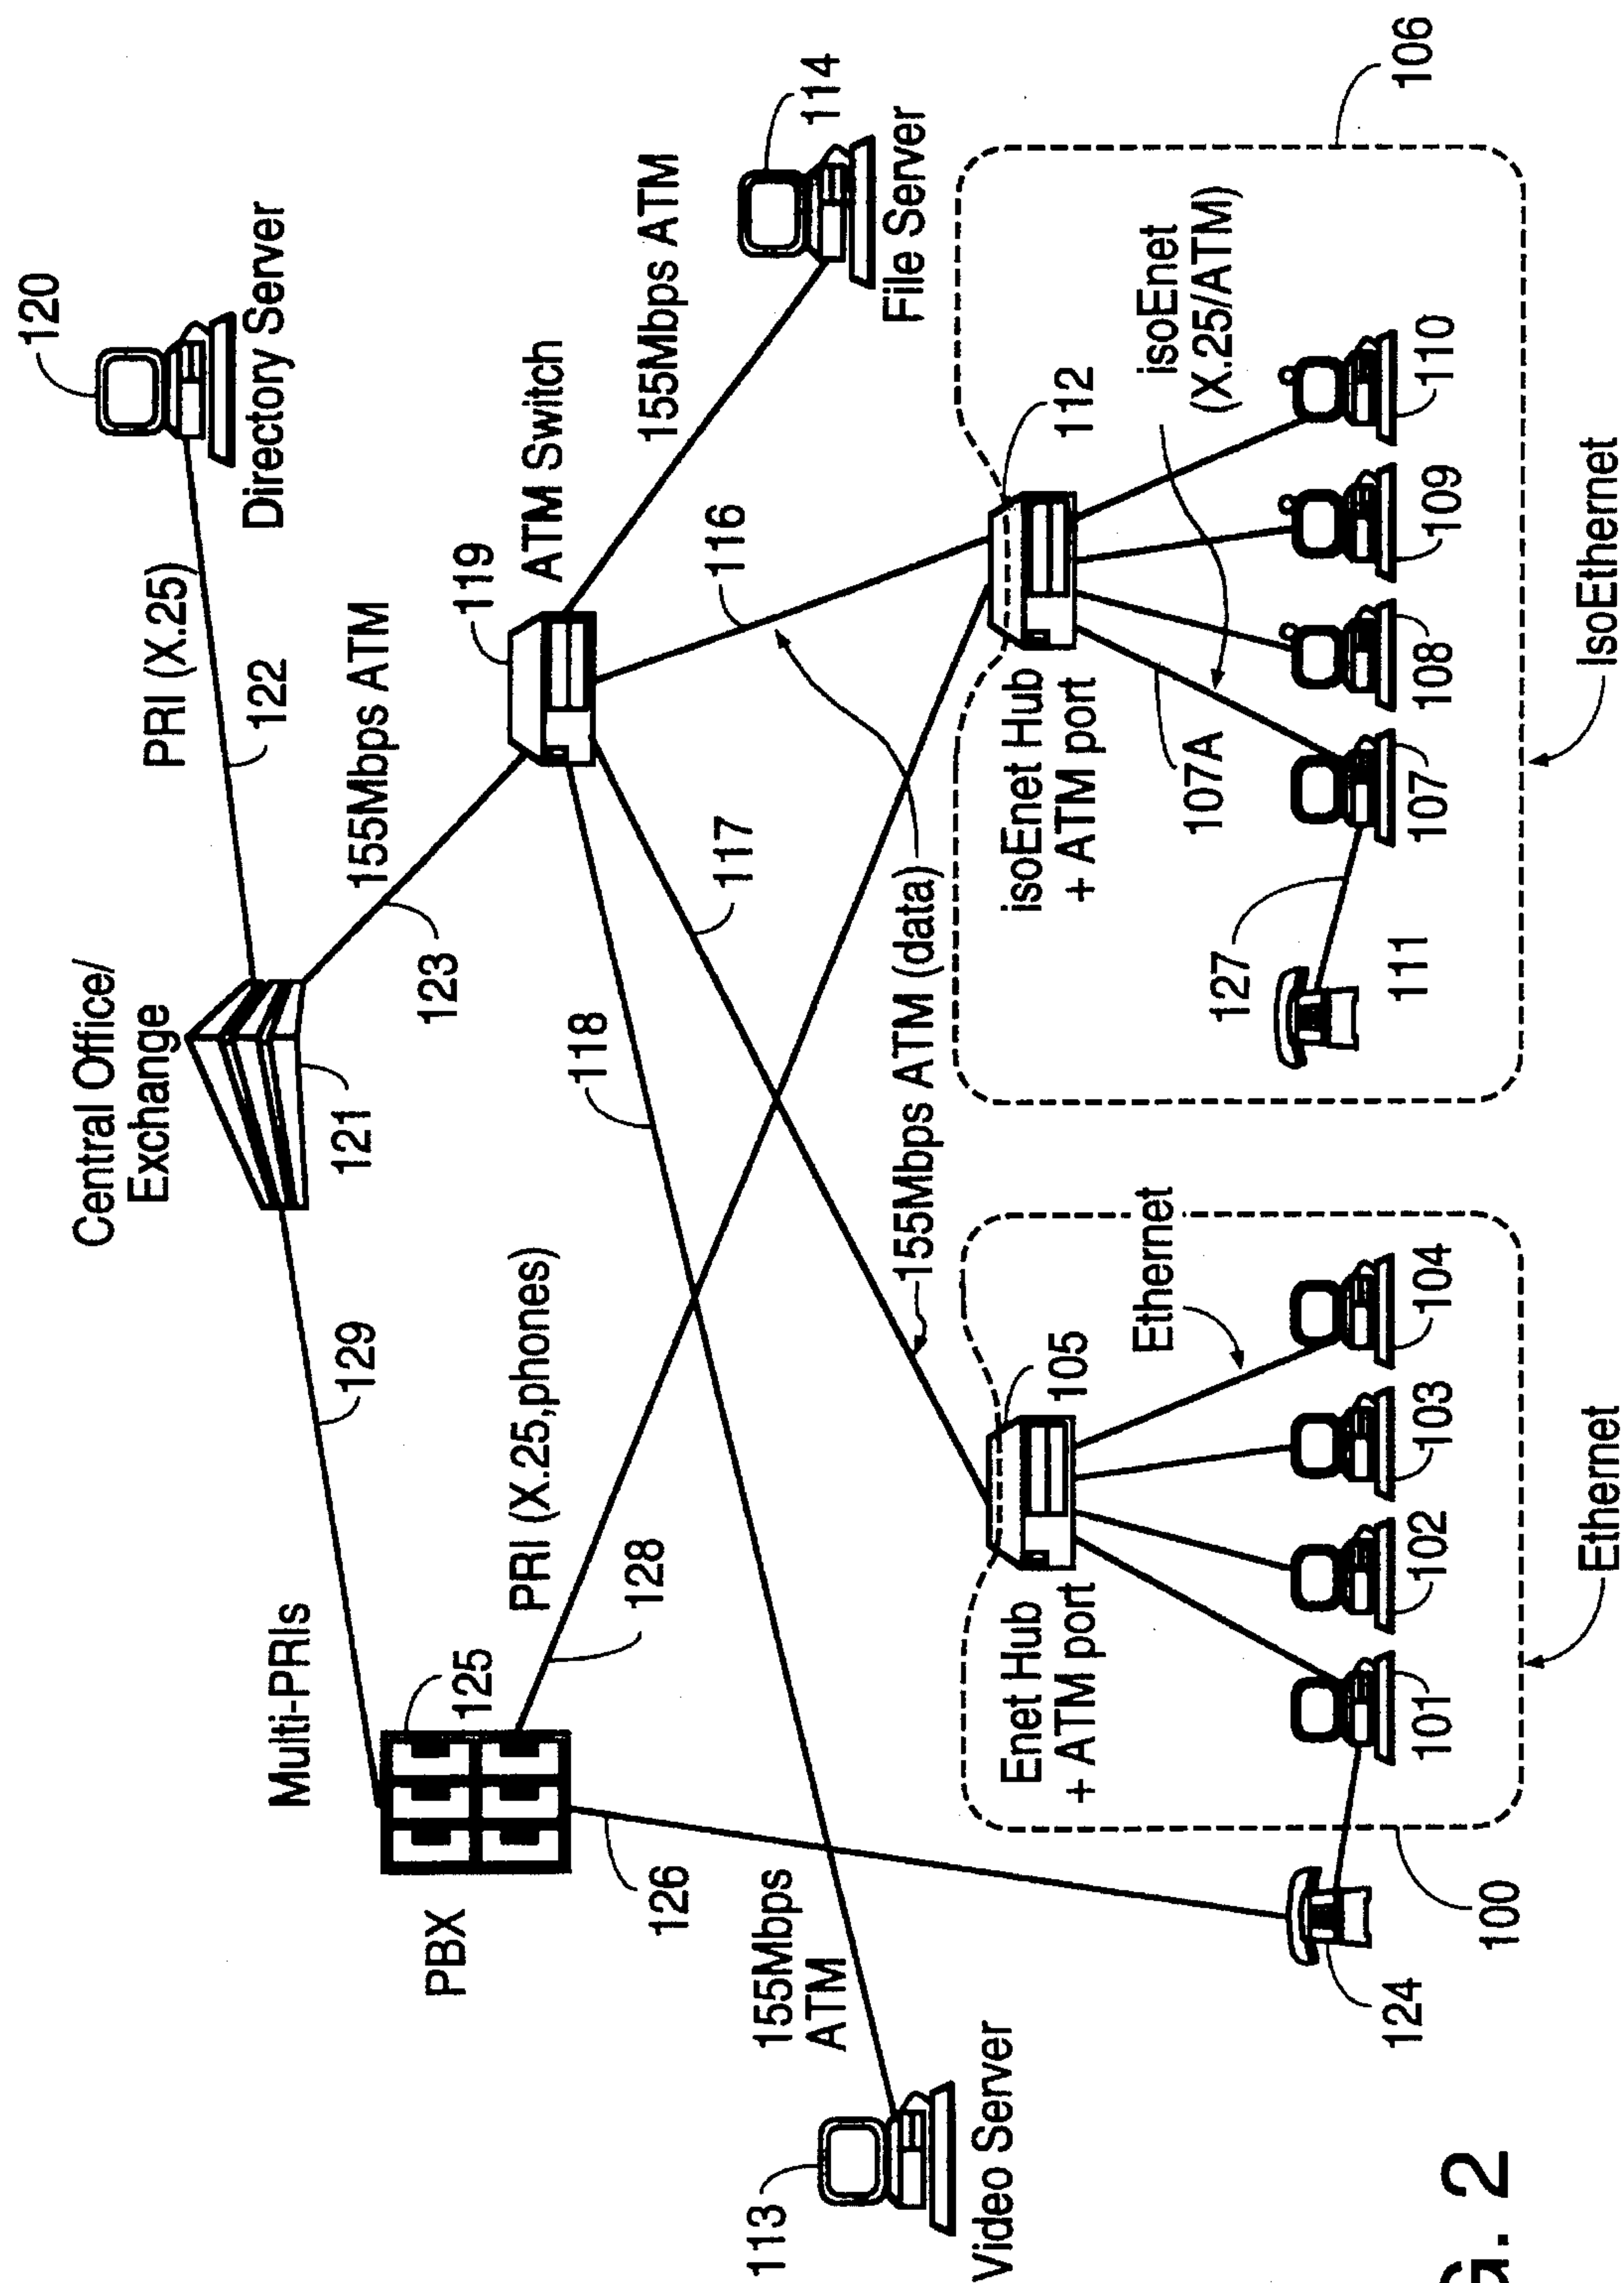 120
Directory Server
PRI (X.25)
122
Central Office/
Exchange
121
155Mbps ATM
123
129
Multi-PRIs
125
PBX
119
ATM Switch
155Mbps ATM
114
File Server
PRI (X.25,phones)
128
118
117
116
126
155Mbps
ATM
113
Video Server
155Mbps ATM (data)
Enet Hub
+ ATM port
105
Ethernet
101
102
103
104
124
100
Ethernet
isoEnet Hub
+ ATM port
112
isoEnet
(X.25/ATM)
106
107A
127
111
107
108
109
110
IsoEthernet
G. 2